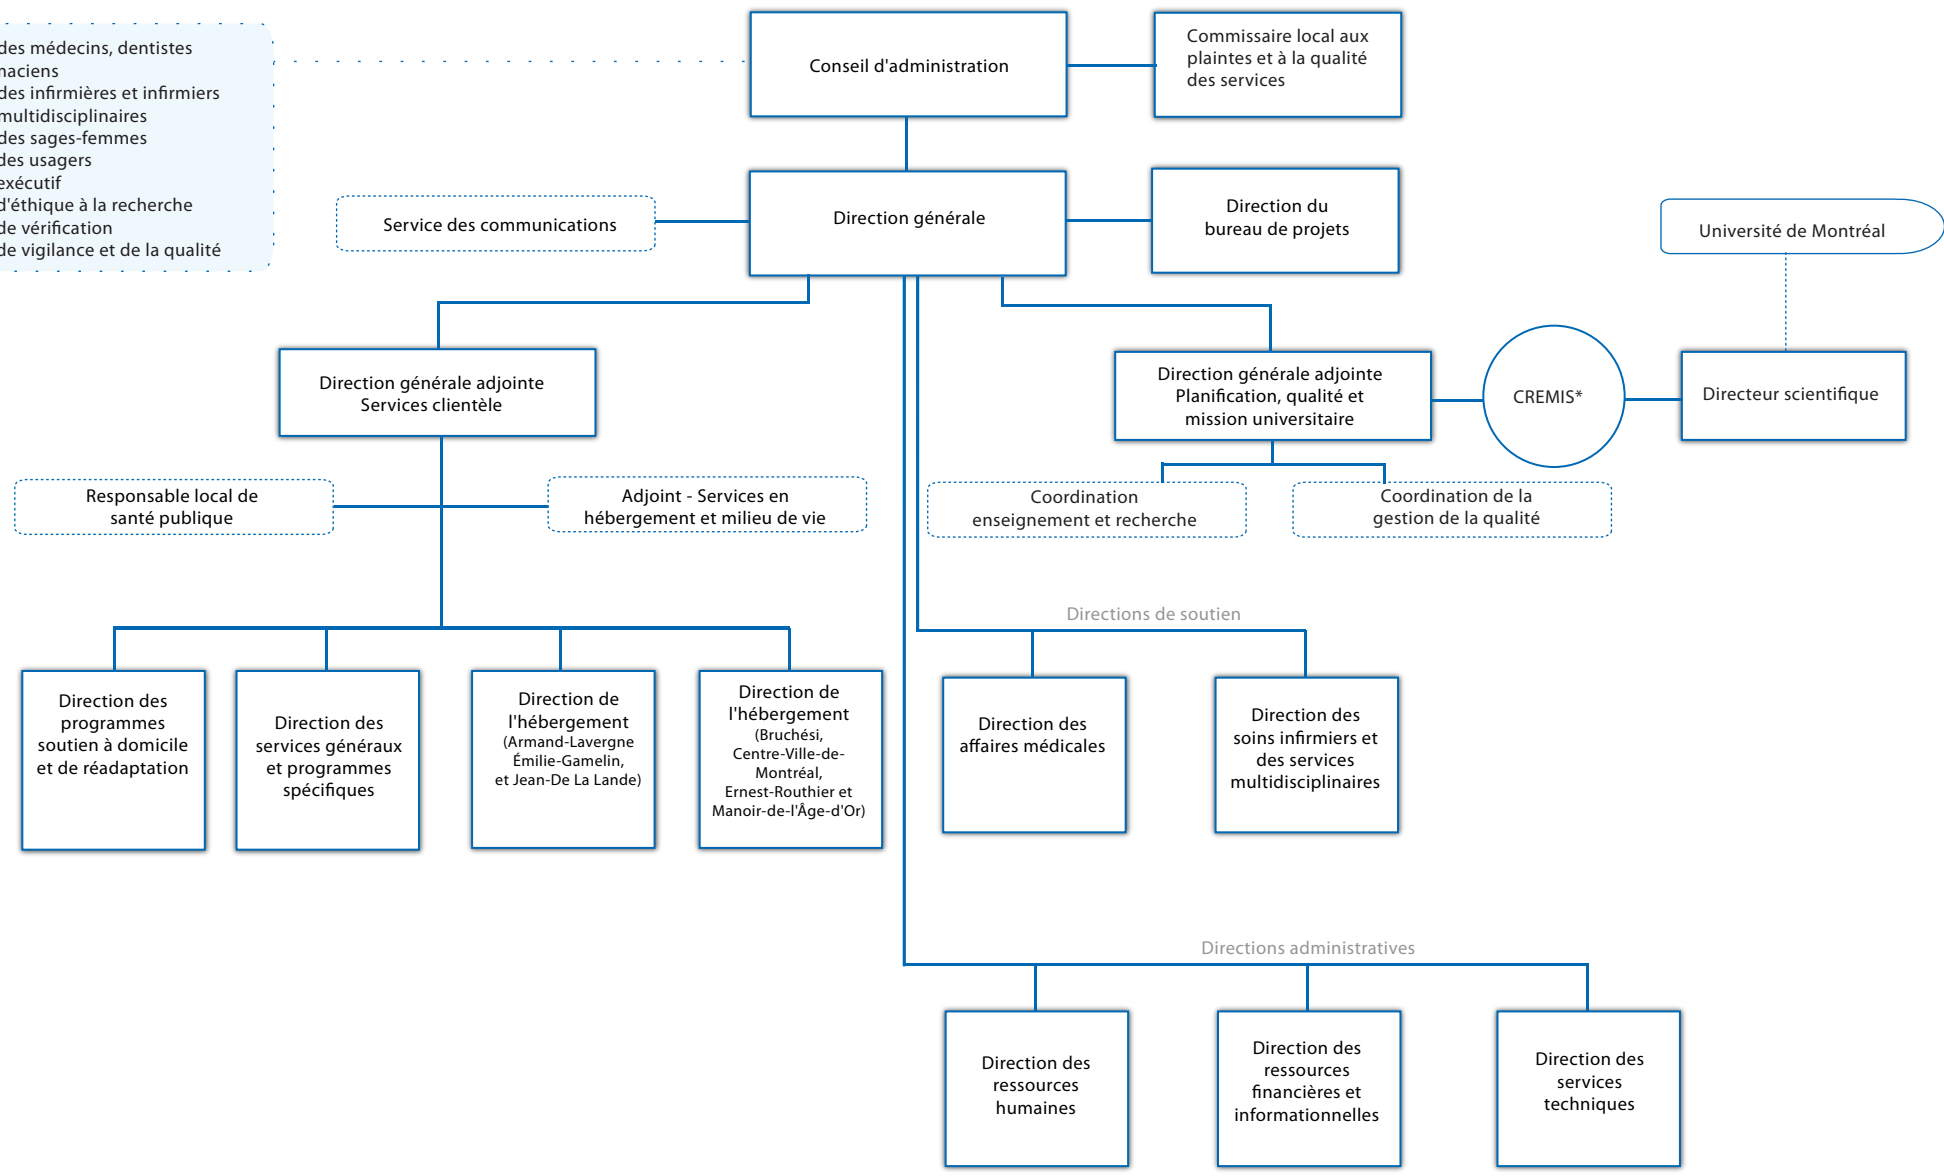 des médecins, dentistes
maciens
des infirmières et infirmiers
multidisciplinaires
des sages-femmes
des usagers
exécutif
d'éthique à la recherche
de vérification
de vigilance et de la qualité
Conseil d'administration
Commissaire local aux
plaintes et à la qualité
des services
Service des communications
Direction générale
Direction du
bureau de projets
Université de Montréal
Direction générale adjointe
Services clientèle
Direction générale adjointe
Planification, qualité et
mission universitaire
CREMIS*
Directeur scientifique
Responsable local de
santé publique
Adjoint - Services en
hébergement et milieu de vie
Coordination
enseignement et recherche
Coordination de la
gestion de la qualité
Directions de soutien
Direction des
programmes
soutien à domicile
et de réadaptation
Direction des
services généraux
et programmes
spécifiques
Direction de
l'hébergement
(Armand-Lavergne
Émilie-Gamelin,
et Jean-De La Lande)
Direction de
l'hébergement
(Bruchési,
Centre-Ville-de-
Montréal,
Ernest-Routhier et
Manoir-de-l'Âge-d'Or)
Direction des
affaires médicales
Direction des
soins infirmiers et
des services
multidisciplinaires
Directions administratives
Direction des
ressources
humaines
Direction des
ressources
financières et
informationnelles
Direction des
services
techniques